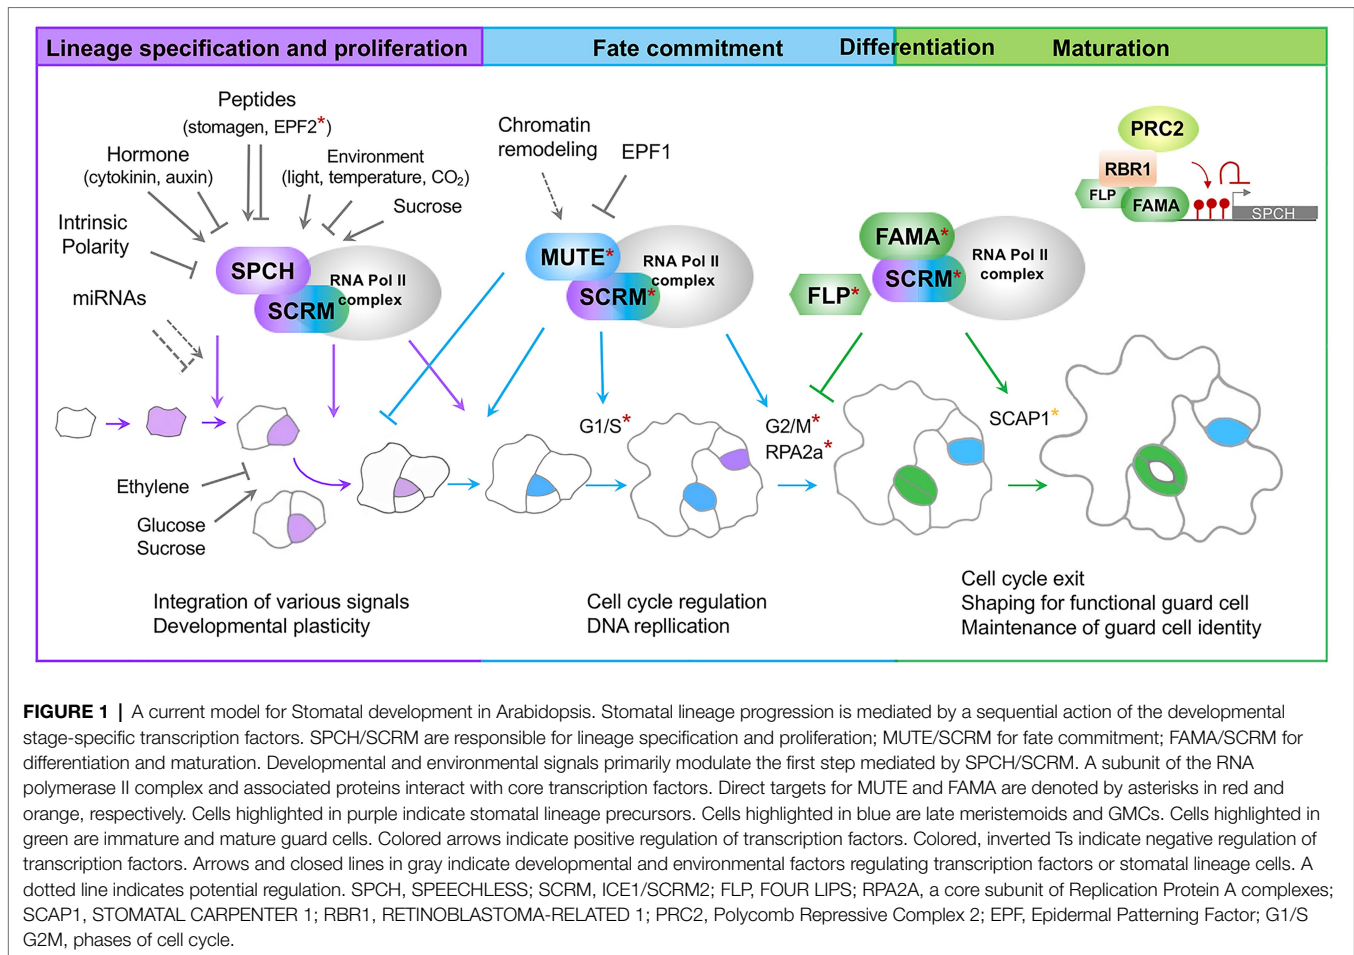 Lineage specification and proliferation
Fate commitment
Differentiation
Maturation
Peptides
(stomagen, EPF2*)
Hormone
(cytokinin, auxin)
Environment
(light, temperature, CO₂)
Sucrose
Intrinsic
Polarity
miRNAs
SPCH
SCRM
RNA Pol II
complex
Ethylene
Glucose
Sucrose
Integration of various signals
Developmental plasticity
Chromatin
remodeling
EPF1
MUTE*
SCRM*
RNA Pol II
complex
G1/S*
G2/M*
RPA2a*
Cell cycle regulation
DNA repllication
FAMA*
SCRM*
FLP*
RNA Pol II
complex
SCAP1*
PRC2
RBR1
FLP
FAMA
SPCH
Cell cycle exit
Shaping for functional guard cell
Maintenance of guard cell identity
FIGURE 1 | A current model for Stomatal development in Arabidopsis. Stomatal lineage progression is mediated by a sequential action of the developmental
stage-specific transcription factors. SPCH/SCRM are responsible for lineage specification and proliferation; MUTE/SCRM for fate commitment; FAMA/SCRM for
differentiation and maturation. Developmental and environmental signals primarily modulate the first step mediated by SPCH/SCRM. A subunit of the RNA
polymerase II complex and associated proteins interact with core transcription factors. Direct targets for MUTE and FAMA are denoted by asterisks in red and
orange, respectively. Cells highlighted in purple indicate stomatal lineage precursors. Cells highlighted in blue are late meristemoids and GMCs. Cells highlighted in
green are immature and mature guard cells. Colored arrows indicate positive regulation of transcription factors. Colored, inverted Ts indicate negative regulation of
transcription factors. Arrows and closed lines in gray indicate developmental and environmental factors regulating transcription factors or stomatal lineage cells. A
dotted line indicates potential regulation. SPCH, SPEECHLESS; SCRM, ICE1/SCRM2; FLP, FOUR LIPS; RPA2A, a core subunit of Replication Protein A complexes;
SCAP1, STOMATAL CARPENTER 1; RBR1, RETINOBLASTOMA-RELATED 1; PRC2, Polycomb Repressive Complex 2; EPF, Epidermal Patterning Factor; G1/S
G2M, phases of cell cycle.